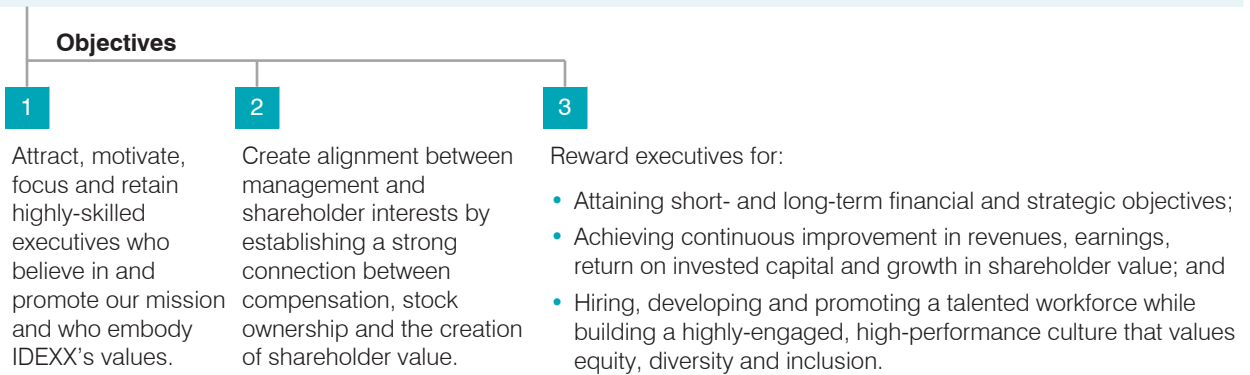 Objectives
1
Attract, motivate,
focus and retain
highly-skilled
executives who
believe in and
promote our mission
and who embody
IDEXX's values.
2
Create alignment between
management and
shareholder interests by
establishing a strong
connection between
compensation, stock
ownership and the creation
of shareholder value.
3
Reward executives for:
• Attaining short- and long-term financial and strategic objectives;
• Achieving continuous improvement in revenues, earnings,
return on invested capital and growth in shareholder value; and
• Hiring, developing and promoting a talented workforce while
building a highly-engaged, high-performance culture that values
equity, diversity and inclusion.